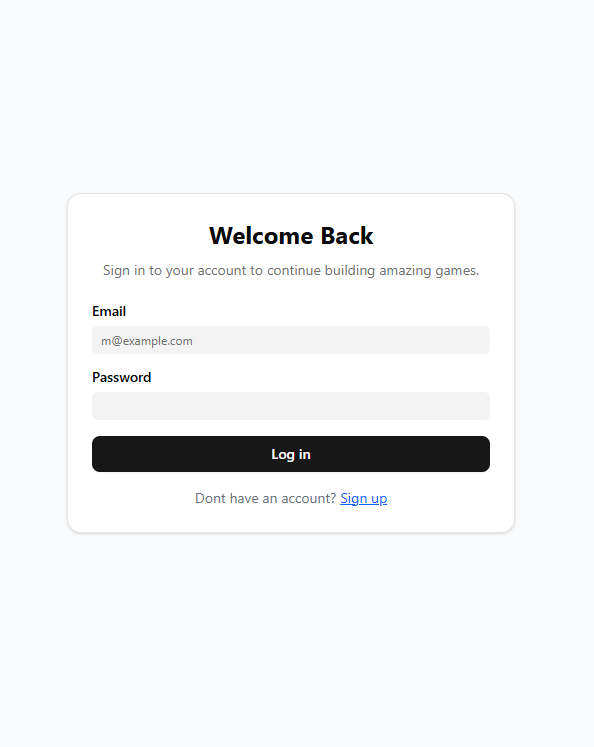 Welcome Back
Sign in to your account to continue building amazing games.
Email
m@example.com
Password
Log in
Dont have an account? Sign up